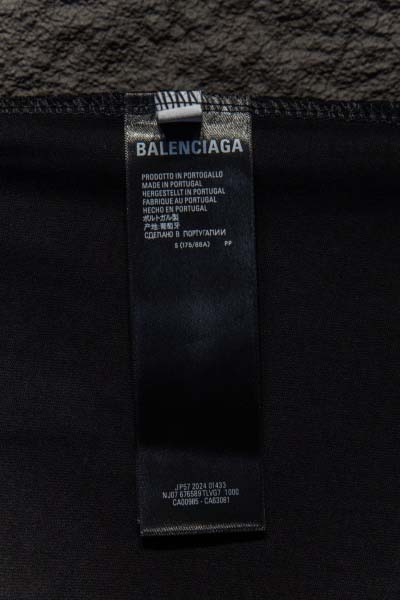 BALENCIAGA
PRODOTTO IN PORTOGALLO
MADE IN PORTUGAL
HERGESTELLT IN PORTUGAL
FABRIQUE AU PORTUGAL
HECHO EN PORTUGAL
ポルトガル製
产地:葡萄牙
СДЕЛАНО В ПОРТУГАЛИИ
S (175/88A) PP
JP57 2024 01433
NJ07 676589 TLVG7 1000
CA00985 - CA63081